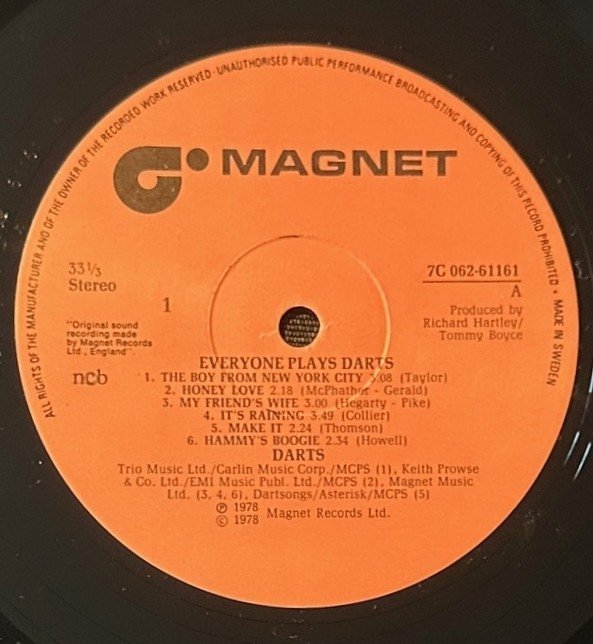 ALL RIGHTS OF THE MANUFACTURER AND OF THE OWNER OF THE RECORDED WORK RESERVED · UNAUTHORISED PUBLIC PERFORMANCE BROADCASTING AND COPYING OF THIS RECORD PROHIBITED • MADE IN SWEDEN
MAGNET
33⅓
Stereo
1
7C 062-61161
A
"Original sound
recording made
by Magnet Records
Ltd., England".
Produced by
Richard Hartley/
Tommy Boyce
ncb
EVERYONE PLAYS DARTS
1. THE BOY FROM NEW YORK CITY 3.08 (Taylor)
2. HONEY LOVE 2.18 (McPhathor - Gerald)
3. MY FRIEND'S WIFE 3.00 (Hegarty - Pike)
4. IT'S RAINING 3.49 (Collier)
5. MAKE IT 2.24 (Thomson)
6. HAMMY'S BOOGIE 2.34 (Howell)
DARTS
Trio Music Ltd./Carlin Music Corp./MCPS (1), Keith Prowse
& Co. Ltd./EMI Music Publ. Ltd./MCPS (2), Magnet Music
Ltd. (3, 4, 6), Dartsongs/Asterisk/MCPS (5)
℗ 1978
© 1978 Magnet Records Ltd.